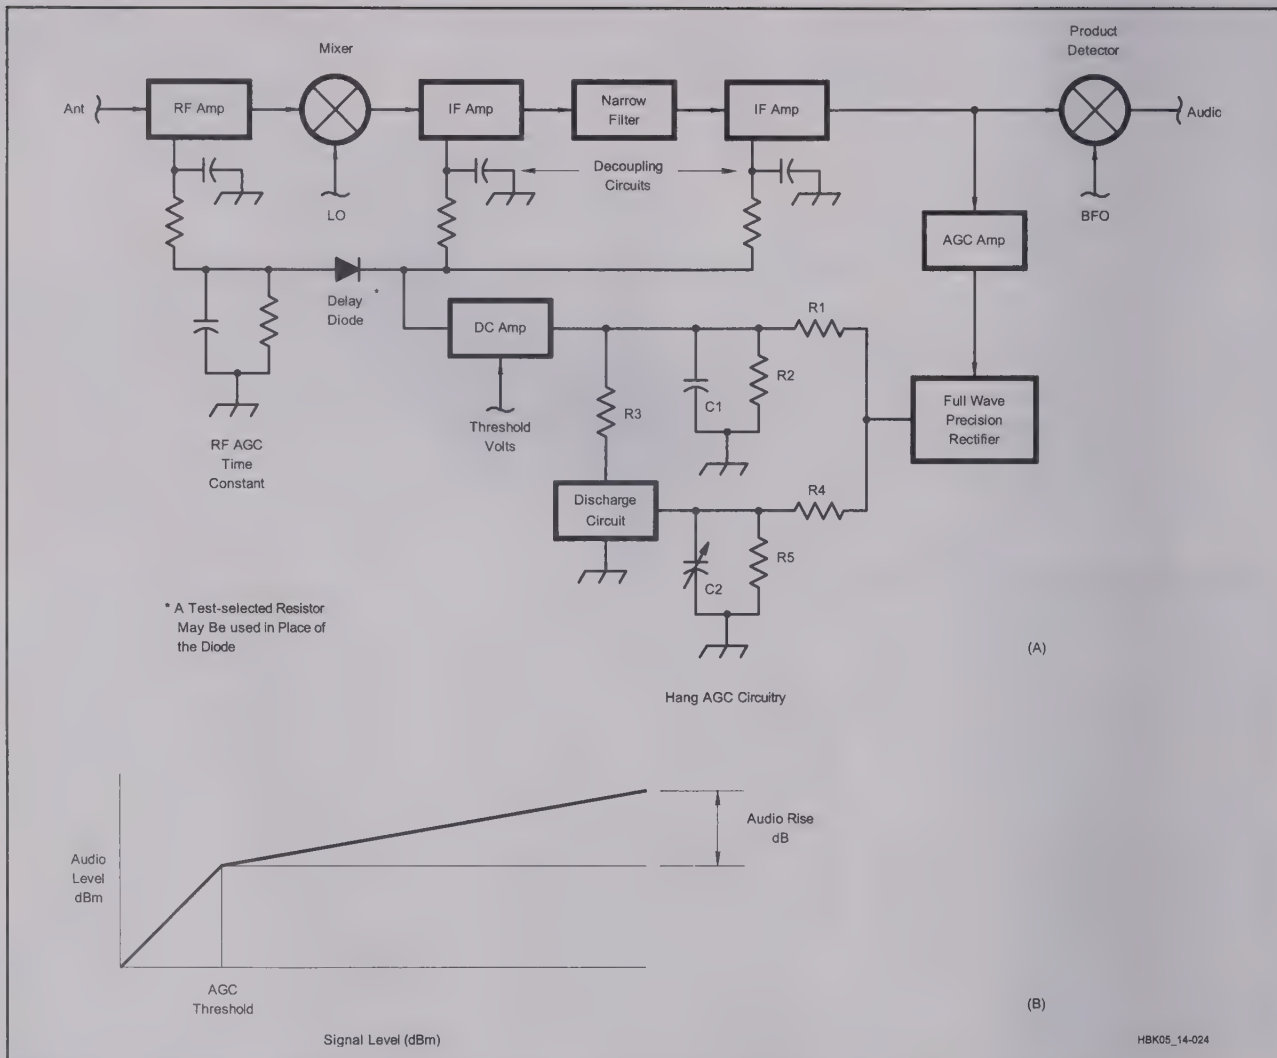 Product
Detector
Mixer
Ant
RF Amp
IF Amp
Narrow
Filter
IF Amp
Audio
Decoupling
Circuits
LO
BFO
AGC Amp
Delay
Diode
*
DC Amp
R1
R2
C1
R3
Full Wave
Precision
Rectifier
Threshold
Volts
RF AGC
Time
Constant
Discharge
Circuit
R4
R5
C2
* A Test-selected Resistor
May Be used in Place of
the Diode
(A)
Hang AGC Circuitry
Audio Rise
dB
Audio
Level
dBm
AGC
Threshold
(B)
Signal Level (dBm)
HBK05_14-024